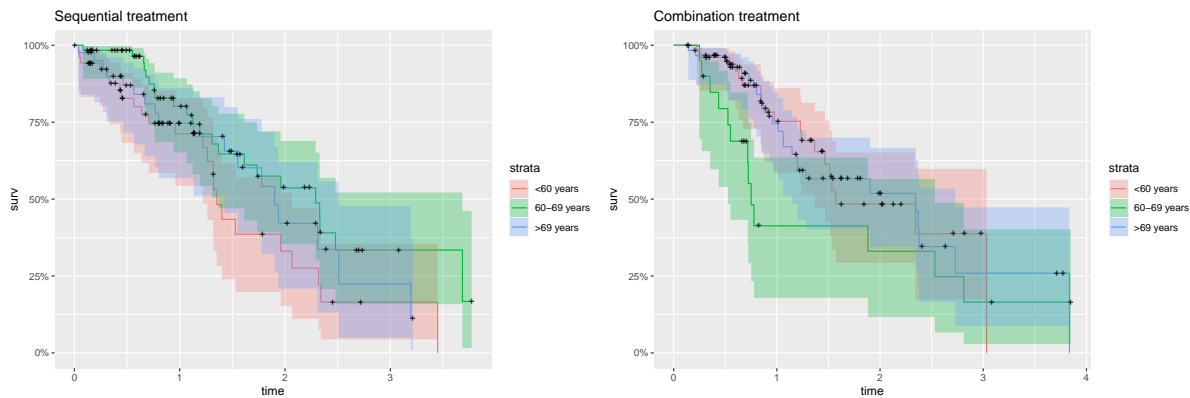 Sequential treatment
100%
75%
50%
25%
0%
surv
0
1
2
3
time
strata
<60 years
60−69 years
>69 years
Combination treatment
100%
75%
50%
25%
0%
surv
0
1
2
3
4
time
strata
<60 years
60−69 years
>69 years